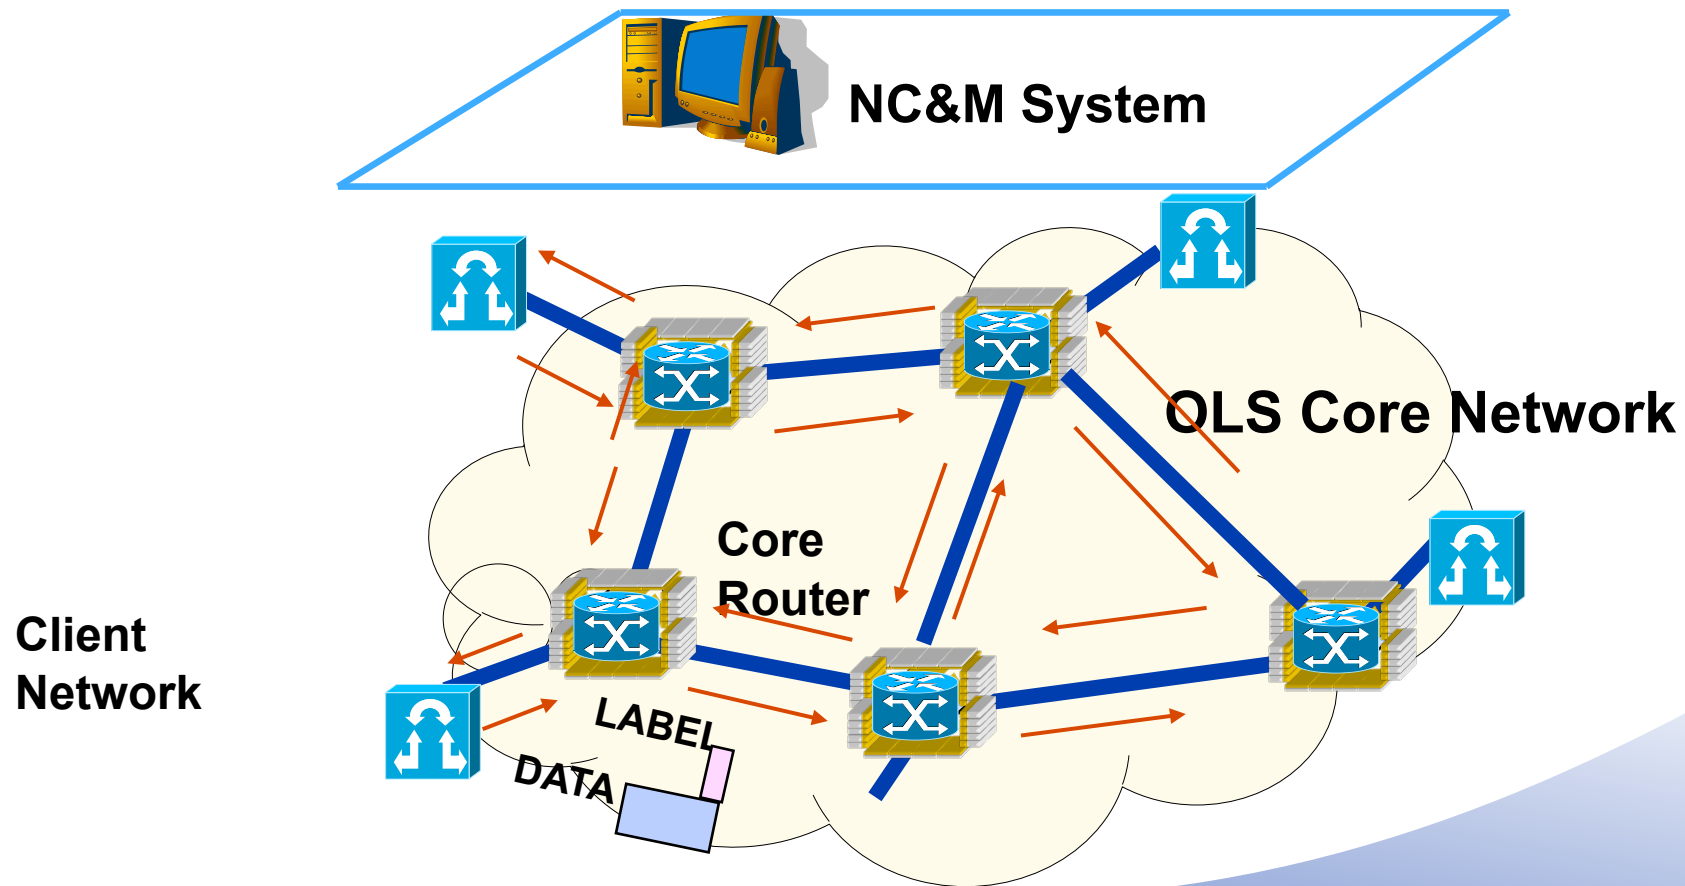 NC&M System
OLS Core Network
Core
Router
Client
Network
LABEL
DATA